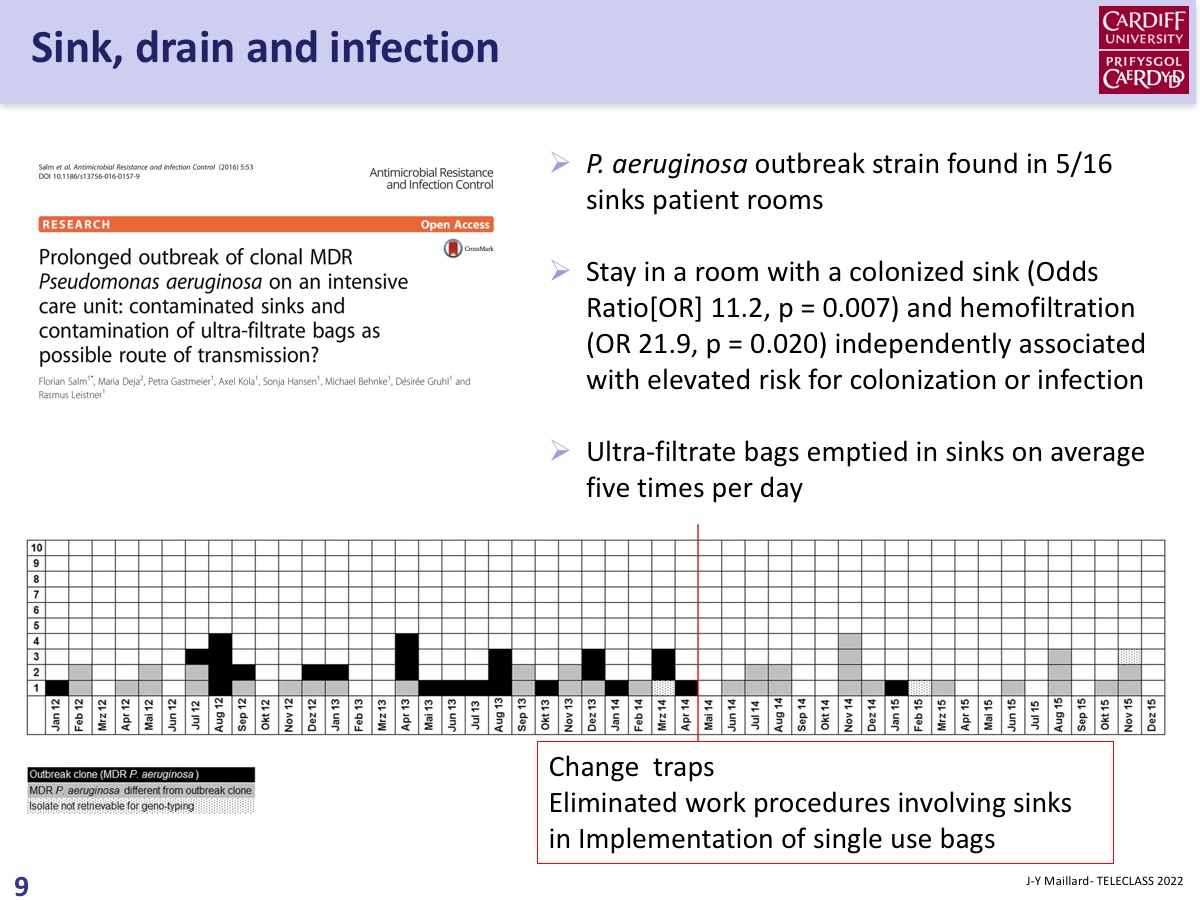 Sink, drain and infection
CARDIFF
UNIVERSITY
PRIFYSGOL
CAERDYDD
Salm et al. Antimicrobial Resistance and Infection Control (2016) 5:53
DOI 10.1186/s13756-016-0157-9
Antimicrobial Resistance
and Infection Control
RESEARCH
Open Access
CrossMark
Prolonged outbreak of clonal MDR
Pseudomonas aeruginosa on an intensive
care unit: contaminated sinks and
contamination of ultra-filtrate bags as
possible route of transmission?
Florian Salm1*, Maria Deja2, Petra Gastmeier1, Axel Kola1, Sonja Hansen1, Michael Behnke1, Désirée Gruhl1 and
Rasmus Leistner1
P. aeruginosa outbreak strain found in 5/16
sinks patient rooms
Stay in a room with a colonized sink (Odds
Ratio[OR] 11.2, p = 0.007) and hemofiltration
(OR 21.9, p = 0.020) independently associated
with elevated risk for colonization or infection
Ultra-filtrate bags emptied in sinks on average
five times per day
10
9
8
7
6
5
4
3
2
1
Jan 12
Feb 12
Mrz 12
Apr 12
Mai 12
Jun 12
Jul 12
Aug 12
Sep 12
Okt 12
Nov 12
Dez 12
Jan 13
Feb 13
Mrz 13
Apr 13
Mai 13
Jun 13
Jul 13
Aug 13
Sep 13
Okt 13
Nov 13
Dez 13
Jan 14
Feb 14
Mrz 14
Apr 14
Mai 14
Jun 14
Jul 14
Aug 14
Sep 14
Okt 14
Nov 14
Dez 14
Jan 15
Feb 15
Mrz 15
Apr 15
Mai 15
Jun 15
Jul 15
Aug 15
Sep 15
Okt 15
Nov 15
Dez 15
Outbreak clone (MDR P. aeruginosa )
MDR P. aeruginosa different from outbreak clone
Isolate not retrievable for geno-typing
Change traps
Eliminated work procedures involving sinks
in Implementation of single use bags
9
J-Y Maillard- TELECLASS 2022